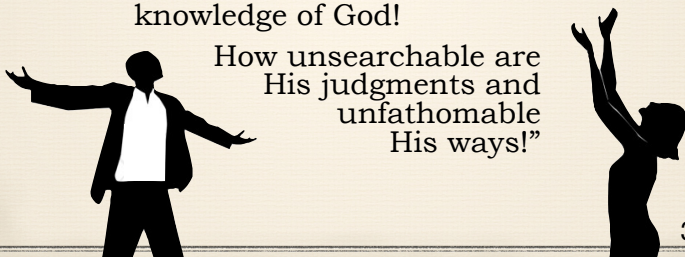 knowledge of God!
How unsearchable are
His judgments and
unfathomable
His ways!”